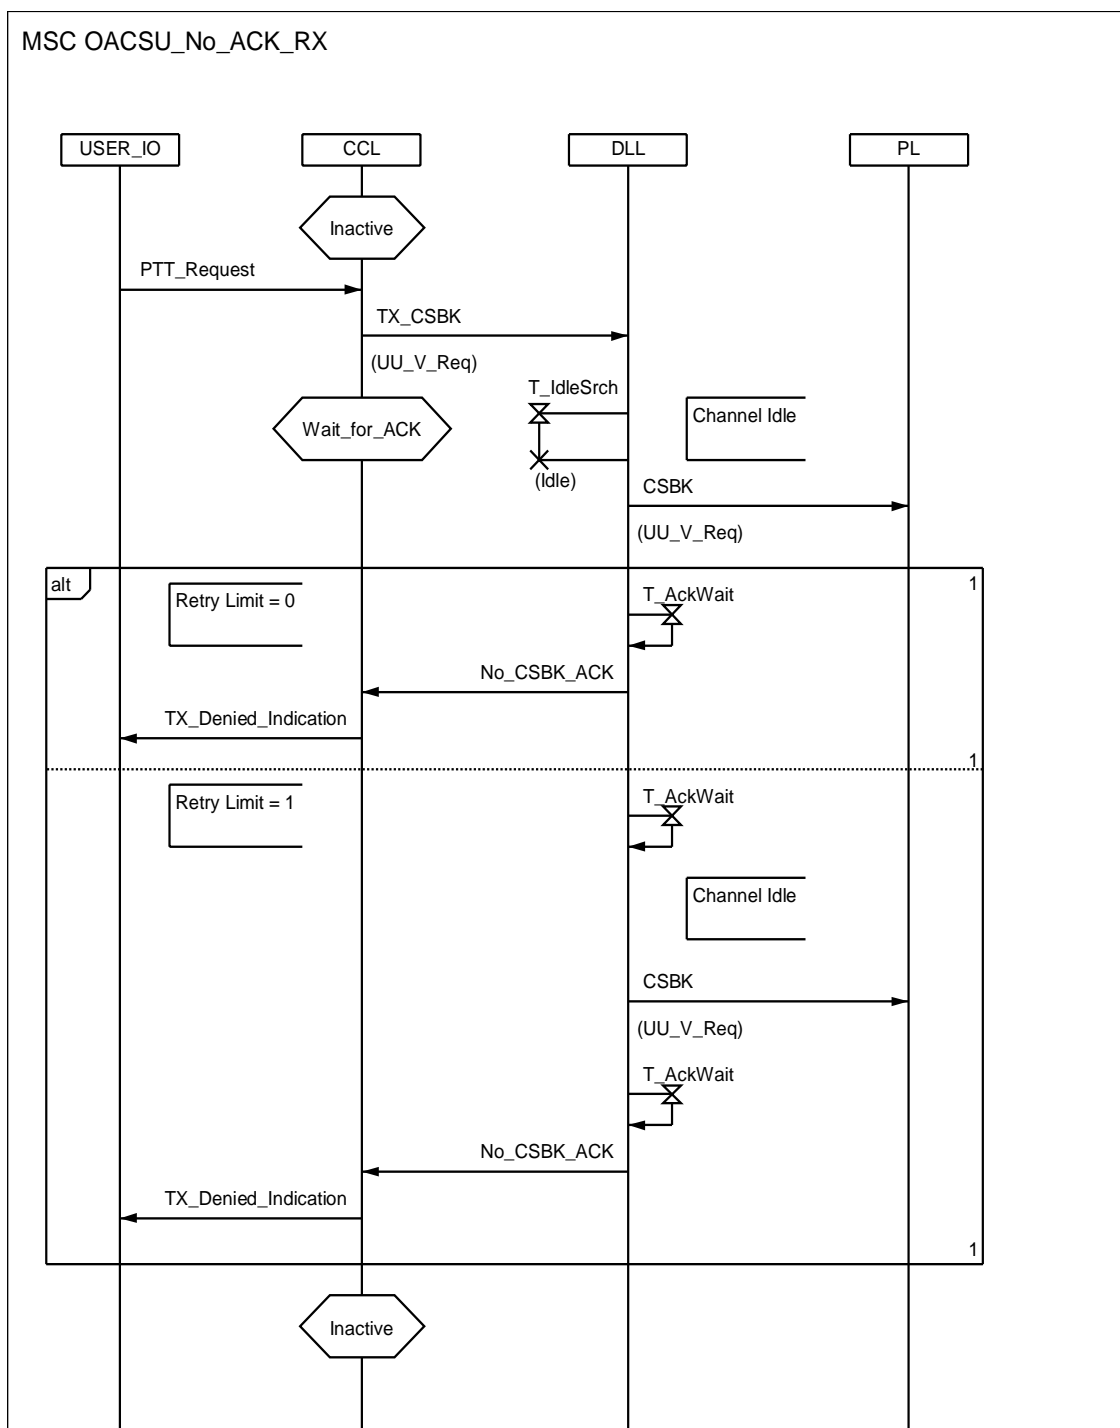 MSC OACSU_No_ACK_RX
USER_IO
CCL
DLL
PL
Inactive
PTT_Request
TX_CSBK
(UU_V_Req)
T_IdleSrch
Channel Idle
Wait_for_ACK
(Idle)
CSBK
(UU_V_Req)
alt
1
Retry Limit = 0
T_AckWait
No_CSBK_ACK
TX_Denied_Indication
1
Retry Limit = 1
T_AckWait
Channel Idle
CSBK
(UU_V_Req)
T_AckWait
No_CSBK_ACK
TX_Denied_Indication
1
Inactive